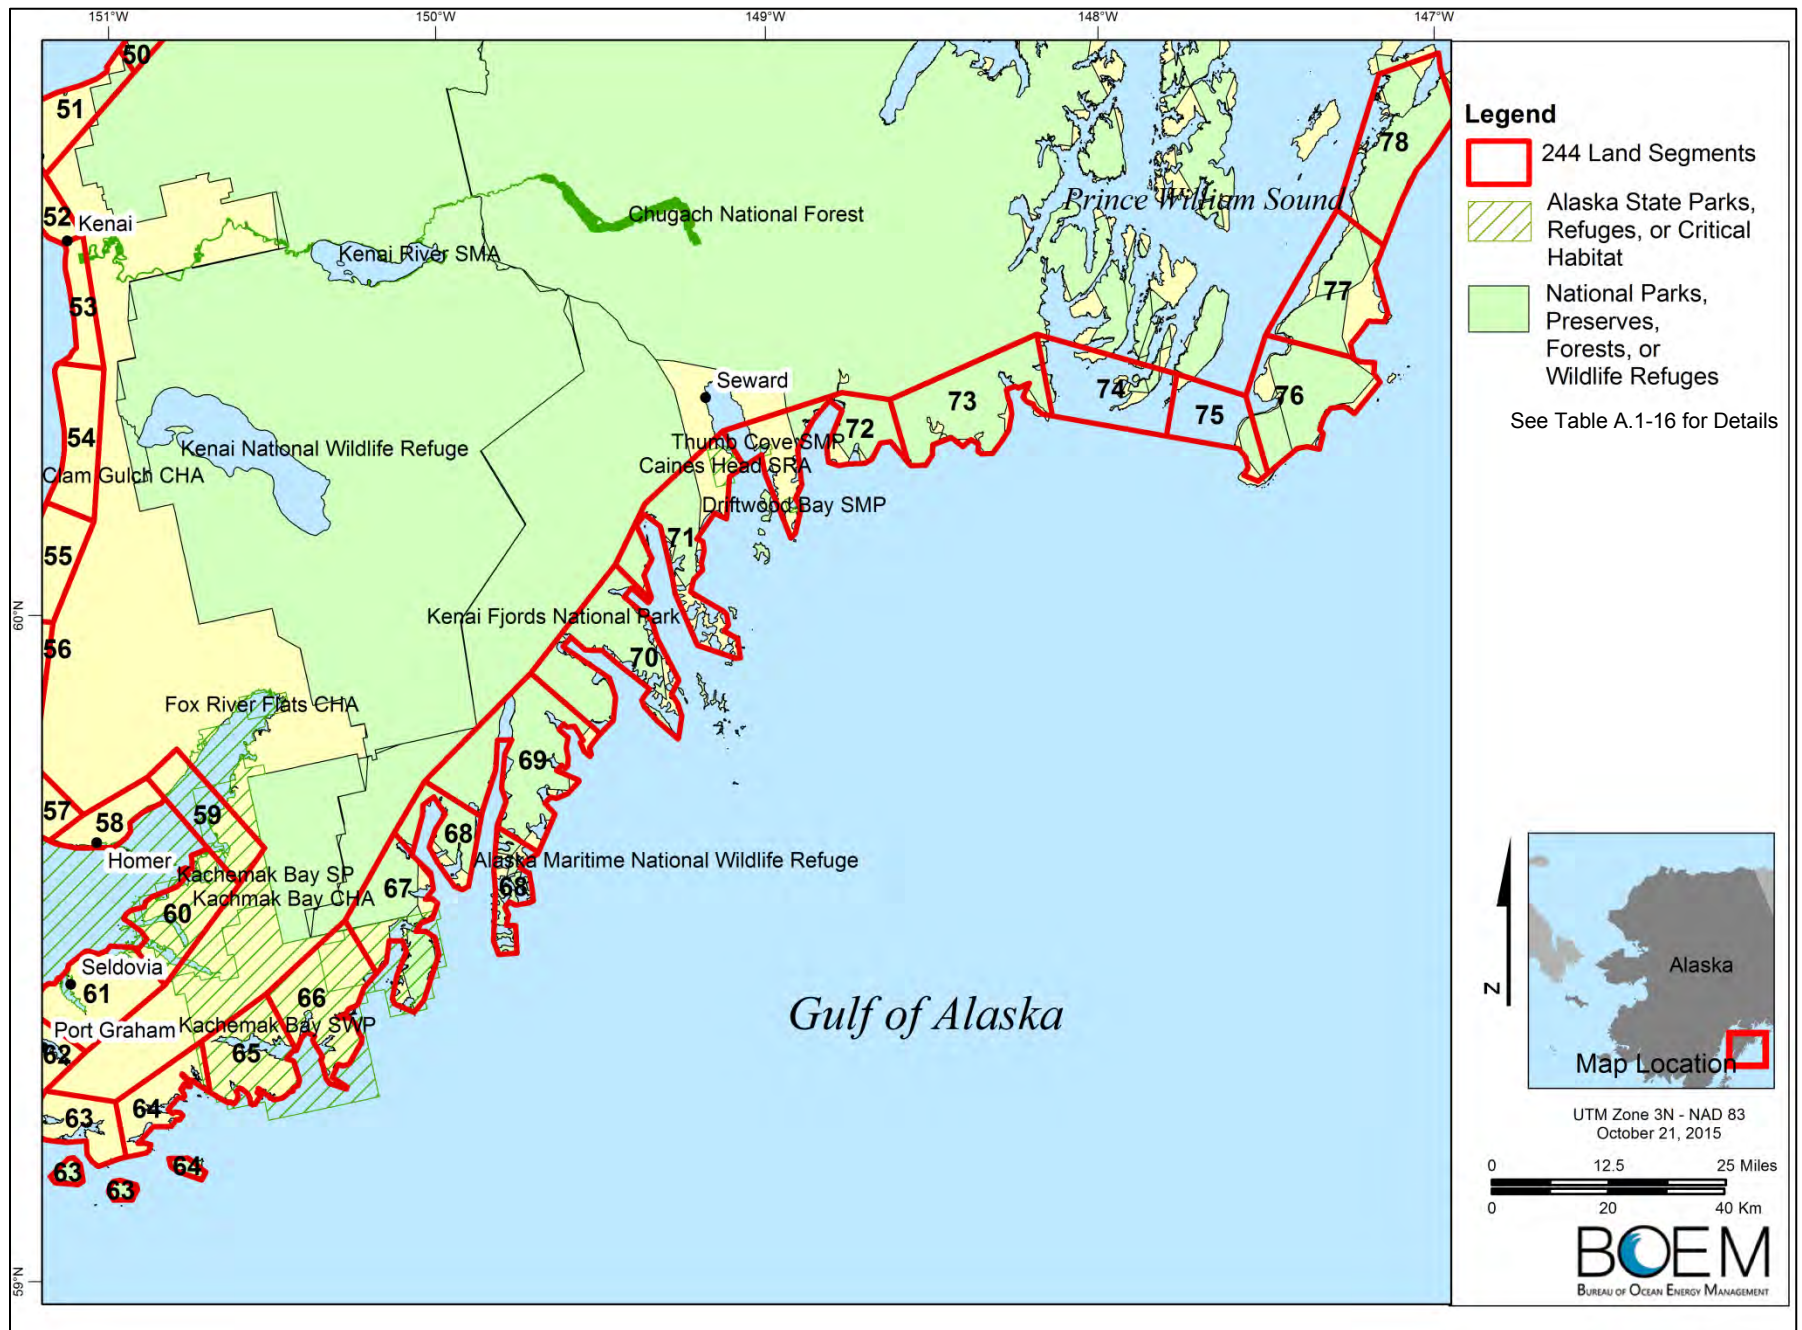 151°W
150°W
149°W
148°W
147°W
60°N
59°N
50
51
52
Kenai
53
54
Clam Gulch CHA
55
56
57
58
59
Homer
60
Seldovia
61
Port Graham
62
63
63
63
64
64
65
66
67
68
68
69
70
71
72
73
74
75
76
77
78
Chugach National Forest
Kenai River SMA
Prince William Sound
Seward
Kenai National Wildlife Refuge
Thumb Cove SMP
Caines Head SRA
Driftwood Bay SMP
Kenai Fjords National Park
Fox River Flats CHA
Alaska Maritime National Wildlife Refuge
Kachemak Bay SP
Kachmak Bay CHA
Kachemak Bay SWP
Gulf of Alaska
Legend
244 Land Segments
Alaska State Parks,
Refuges, or Critical
Habitat
National Parks,
Preserves,
Forests, or
Wildlife Refuges
See Table A.1-16 for Details
N
Alaska
Map Location
UTM Zone 3N - NAD 83
October 21, 2015
0 12.5 25 Miles
0 20 40 Km
BOEM
BUREAU OF OCEAN ENERGY MANAGEMENT